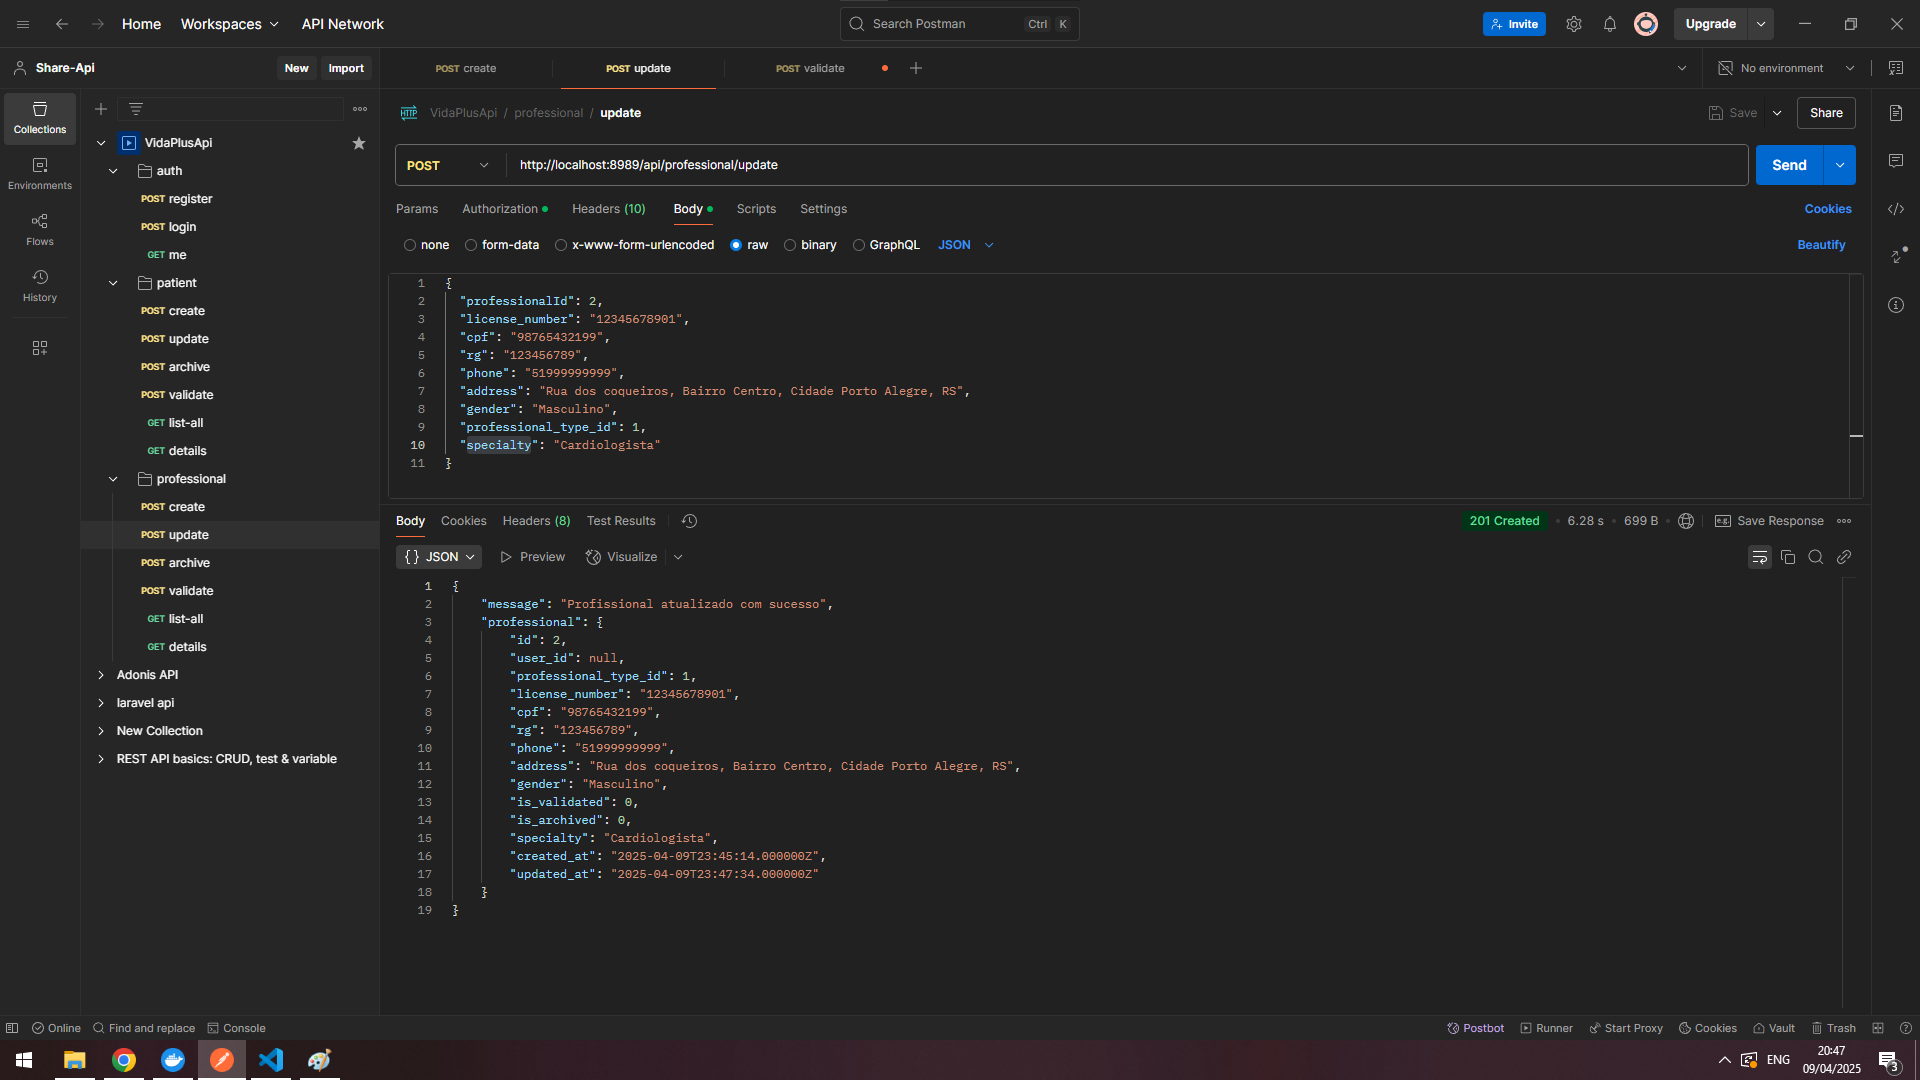 Home
Workspaces
API Network
Search Postman
Ctrl
K
Invite
Upgrade
Share-Api
New
Import
POST create
POST update
POST validate
No environment
Collections
Environments
Flows
History
VidaPlusApi
auth
POST register
POST login
GET me
patient
POST create
POST update
POST archive
POST validate
GET list-all
GET details
professional
POST create
POST update
POST archive
POST validate
GET list-all
GET details
Adonis API
laravel api
New Collection
REST API basics: CRUD, test & variable
HTTP
VidaPlusApi / professional / update
Save
Share
POST
http://localhost:8989/api/professional/update
Send
Params
Authorization
Headers (10)
Body
Scripts
Settings
Cookies
none
form-data
x-www-form-urlencoded
raw
binary
GraphQL
JSON
Beautify
1 {
2 "professionalId": 2,
3 "license_number": "12345678901",
4 "cpf": "98765432199",
5 "rg": "123456789",
6 "phone": "51999999999",
7 "address": "Rua dos coqueiros, Bairro Centro, Cidade Porto Alegre, RS",
8 "gender": "Masculino",
9 "professional_type_id": 1,
10 "specialty": "Cardiologista"
11 }
Body
Cookies
Headers (8)
Test Results
201 Created
6.28 s
699 B
Save Response
{} JSON
Preview
Visualize
1 {
2 "message": "Profissional atualizado com sucesso",
3 "professional": {
4 "id": 2,
5 "user_id": null,
6 "professional_type_id": 1,
7 "license_number": "12345678901",
8 "cpf": "98765432199",
9 "rg": "123456789",
10 "phone": "51999999999",
11 "address": "Rua dos coqueiros, Bairro Centro, Cidade Porto Alegre, RS",
12 "gender": "Masculino",
13 "is_validated": 0,
14 "is_archived": 0,
15 "specialty": "Cardiologista",
16 "created_at": "2025-04-09T23:45:14.000000Z",
17 "updated_at": "2025-04-09T23:47:34.000000Z"
18 }
19 }
Online
Find and replace
Console
Postbot
Runner
Start Proxy
Cookies
Vault
Trash
ENG
20:47
09/04/2025
3